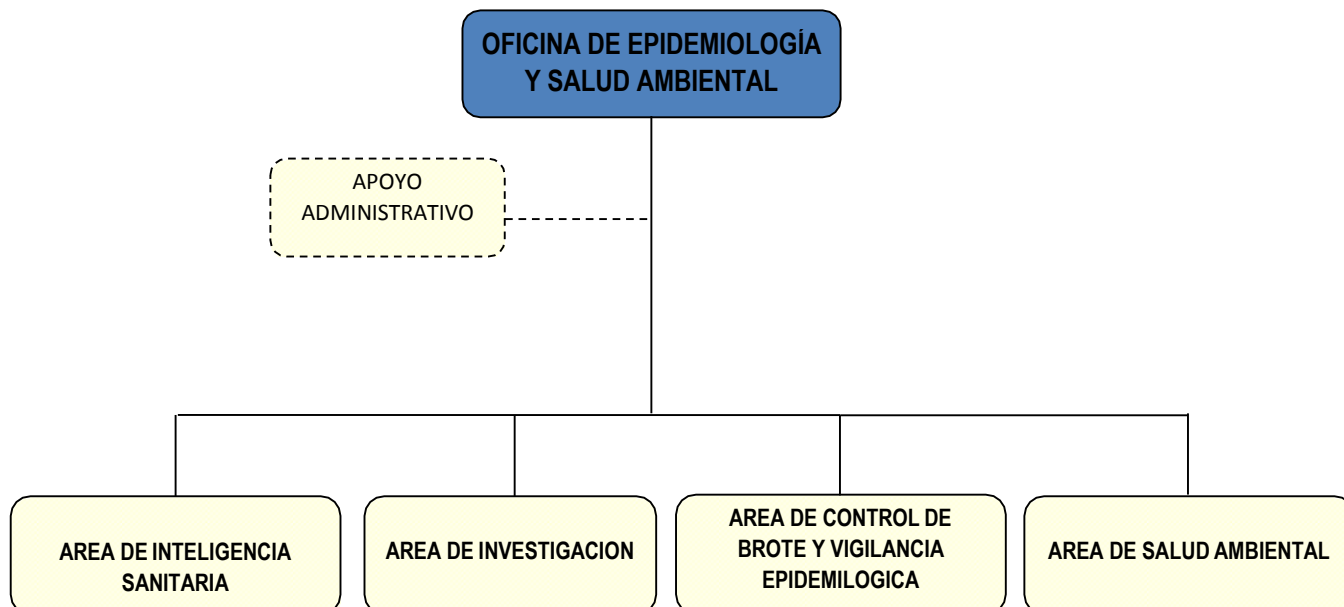 OFICINA DE EPIDEMIOLOGÍA
Y SALUD AMBIENTAL
APOYO
ADMINISTRATIVO
AREA DE INTELIGENCIA
SANITARIA
AREA DE INVESTIGACION
AREA DE CONTROL DE
BROTE Y VIGILANCIA
EPIDEMILOGICA
AREA DE SALUD AMBIENTAL